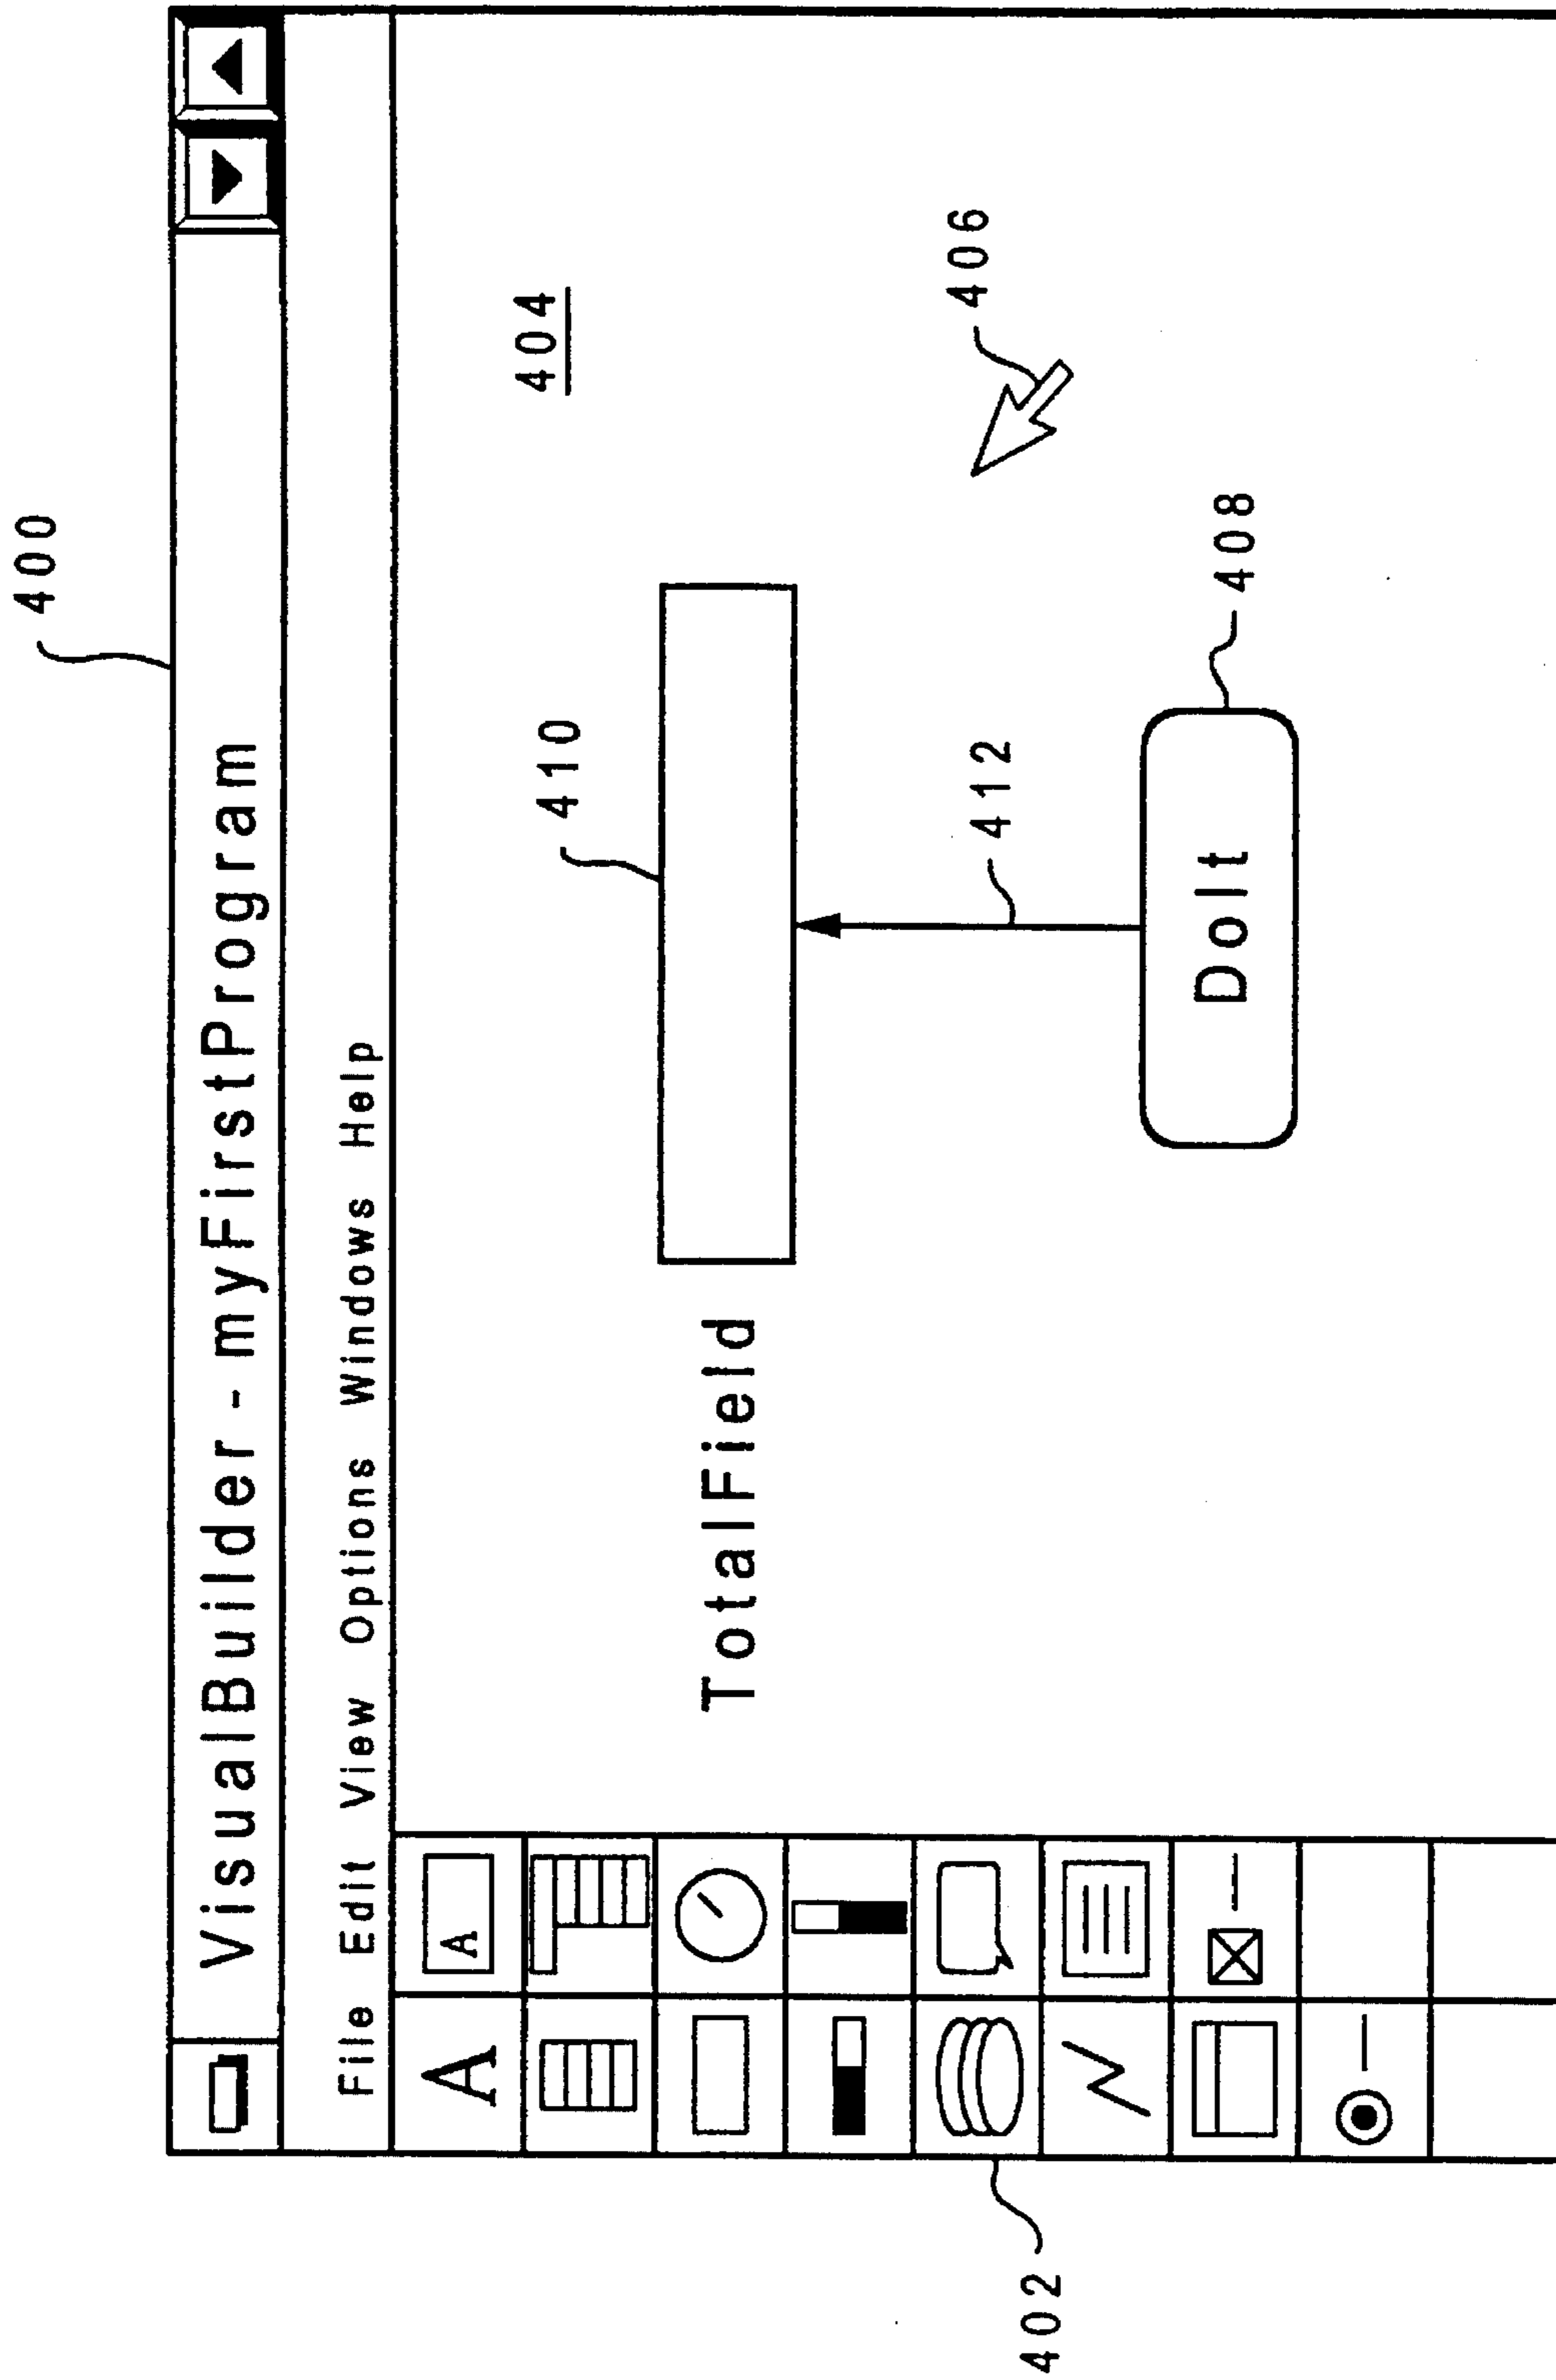 400
VisualBuilder - myFirstProgram
File Edit View Options Windows Help
A
A
404
410
TotalField
406
412
402
DoIt
408